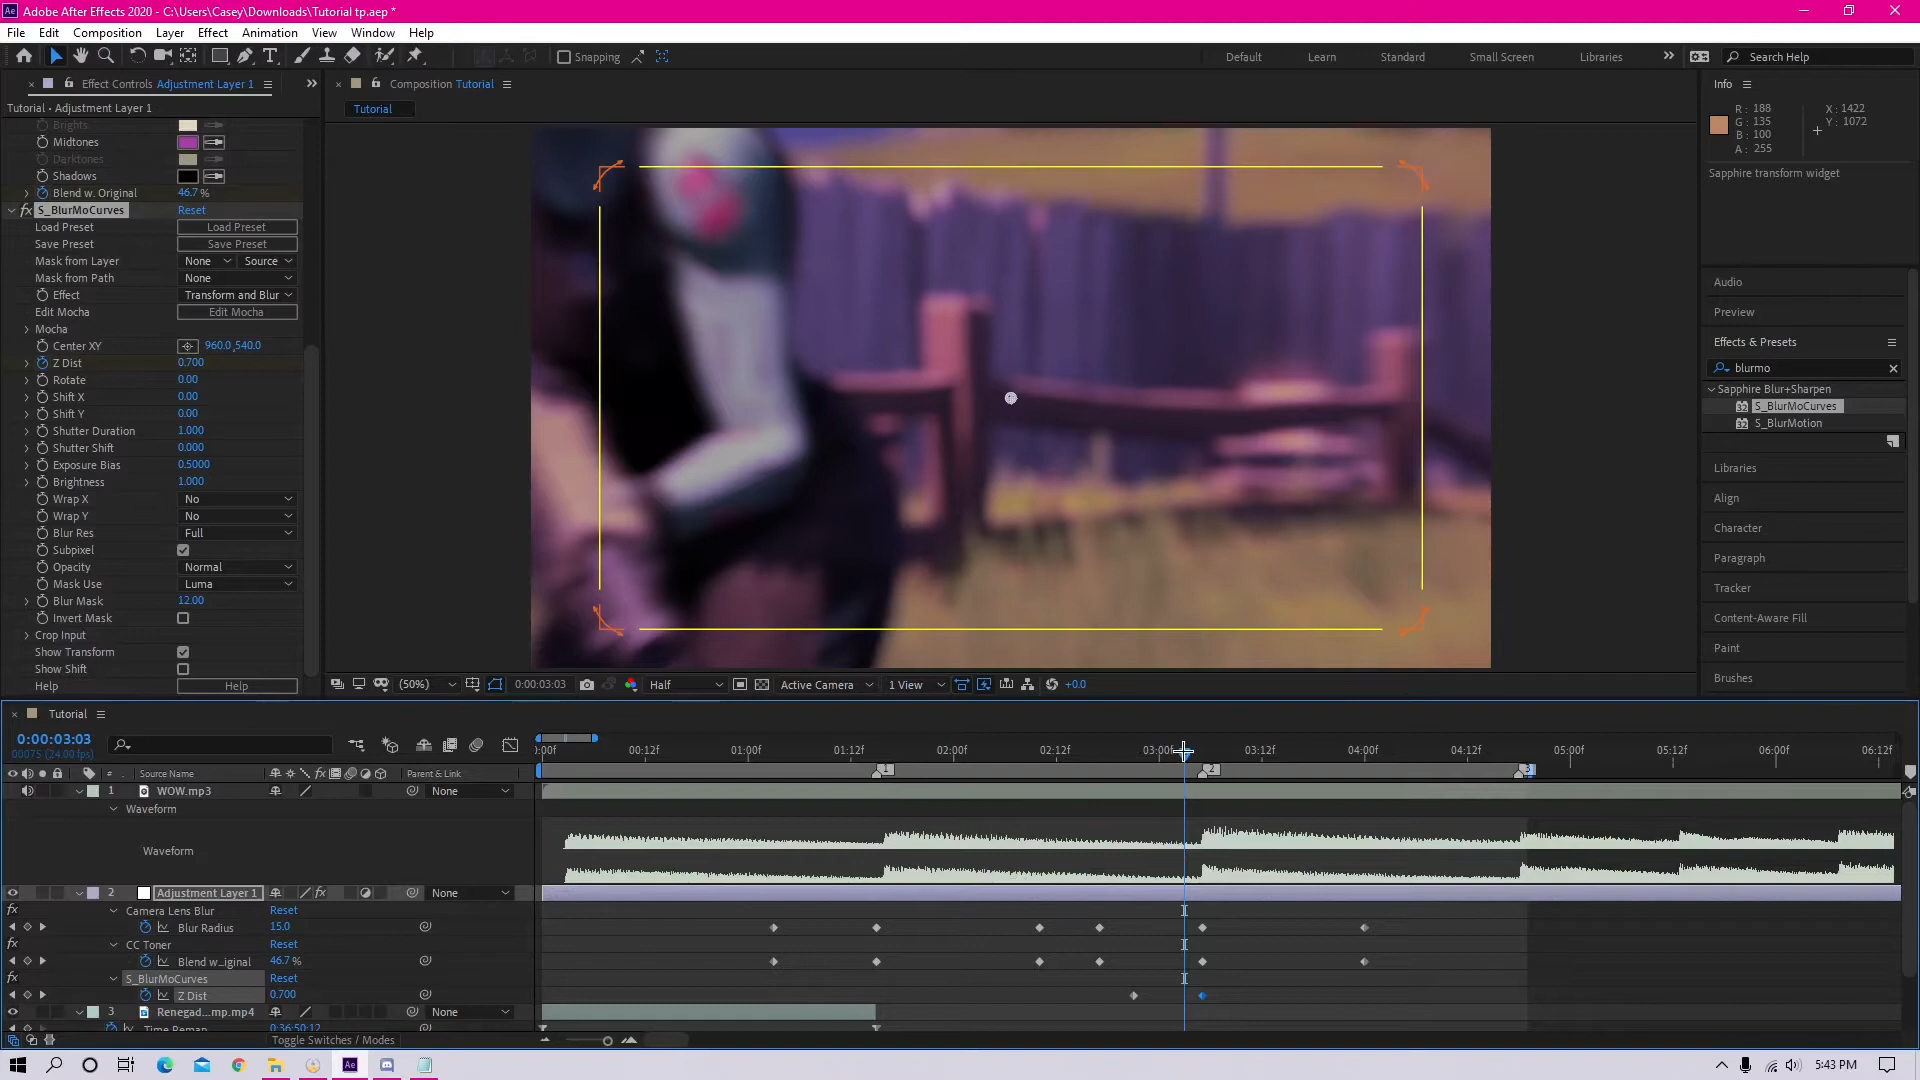 Adobe After Effects 2020 - C:\Users\Casey\Downloads\Tutorial tp.aep *
File Edit Composition Layer Effect Animation View Window Help
Snapping Default Learn Standard Small Screen Libraries Search Help
Effect Controls Adjustment Layer 1
Tutorial • Adjustment Layer 1
Brights
Midtones
Darktones
Shadows
Blend w. Original 46.7 %
fx S_BlurMoCurves Reset
Load Preset Load Preset
Save Preset Save Preset
Mask from Layer None Source
Mask from Path None
Effect Transform and Blur
Edit Mocha Edit Mocha
Mocha
Center XY 960.0,540.0
Z Dist 0.700
Rotate 0.00
Shift X 0.00
Shift Y 0.00
Shutter Duration 1.000
Shutter Shift 0.000
Exposure Bias 0.5000
Brightness 1.000
Wrap X No
Wrap Y No
Blur Res Full
Subpixel
Opacity Normal
Mask Use Luma
Blur Mask 12.00
Invert Mask
Crop Input
Show Transform
Show Shift
Help Help
Composition Tutorial
Tutorial
(50%) 0:00:03:03 Half Active Camera 1 View +0.0
Info
R : 188
G : 135
B : 100
A : 255
X : 1422
Y : 1072
Sapphire transform widget
Audio
Preview
Effects & Presets
blurmo
Sapphire Blur+Sharpen
S_BlurMoCurves
S_BlurMotion
Libraries
Align
Character
Paragraph
Tracker
Content-Aware Fill
Paint
Brushes
Tutorial
0:00:03:03
00075 (24.00 fps)
:00f 00:12f 01:00f 01:12f 02:00f 02:12f 03:00f 03:12f 04:00f 04:12f 05:00f 05:12f 06:00f 06:12f
1 2 3
# Source Name fx Parent & Link
1 WOW.mp3 None
Waveform
Waveform
2 Adjustment Layer 1 fx None
fx Camera Lens Blur Reset
Blur Radius 15.0
fx CC Toner Reset
Blend w..iginal 46.7 %
fx S_BlurMoCurves Reset
Z Dist 0.700
3 Renegad...mp.mp4 None
Time Remap 0:36:50:12
Toggle Switches / Modes
Ae
5:43 PM